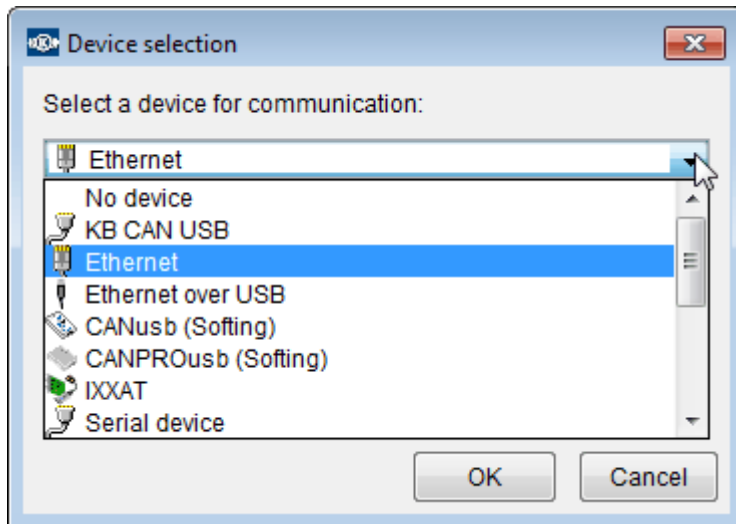 Device selection
Select a device for communication:
Ethernet
No device
KB CAN USB
Ethernet
Ethernet over USB
CANusb (Softing)
CANPROusb (Softing)
IXXAT
Serial device
OK Cancel